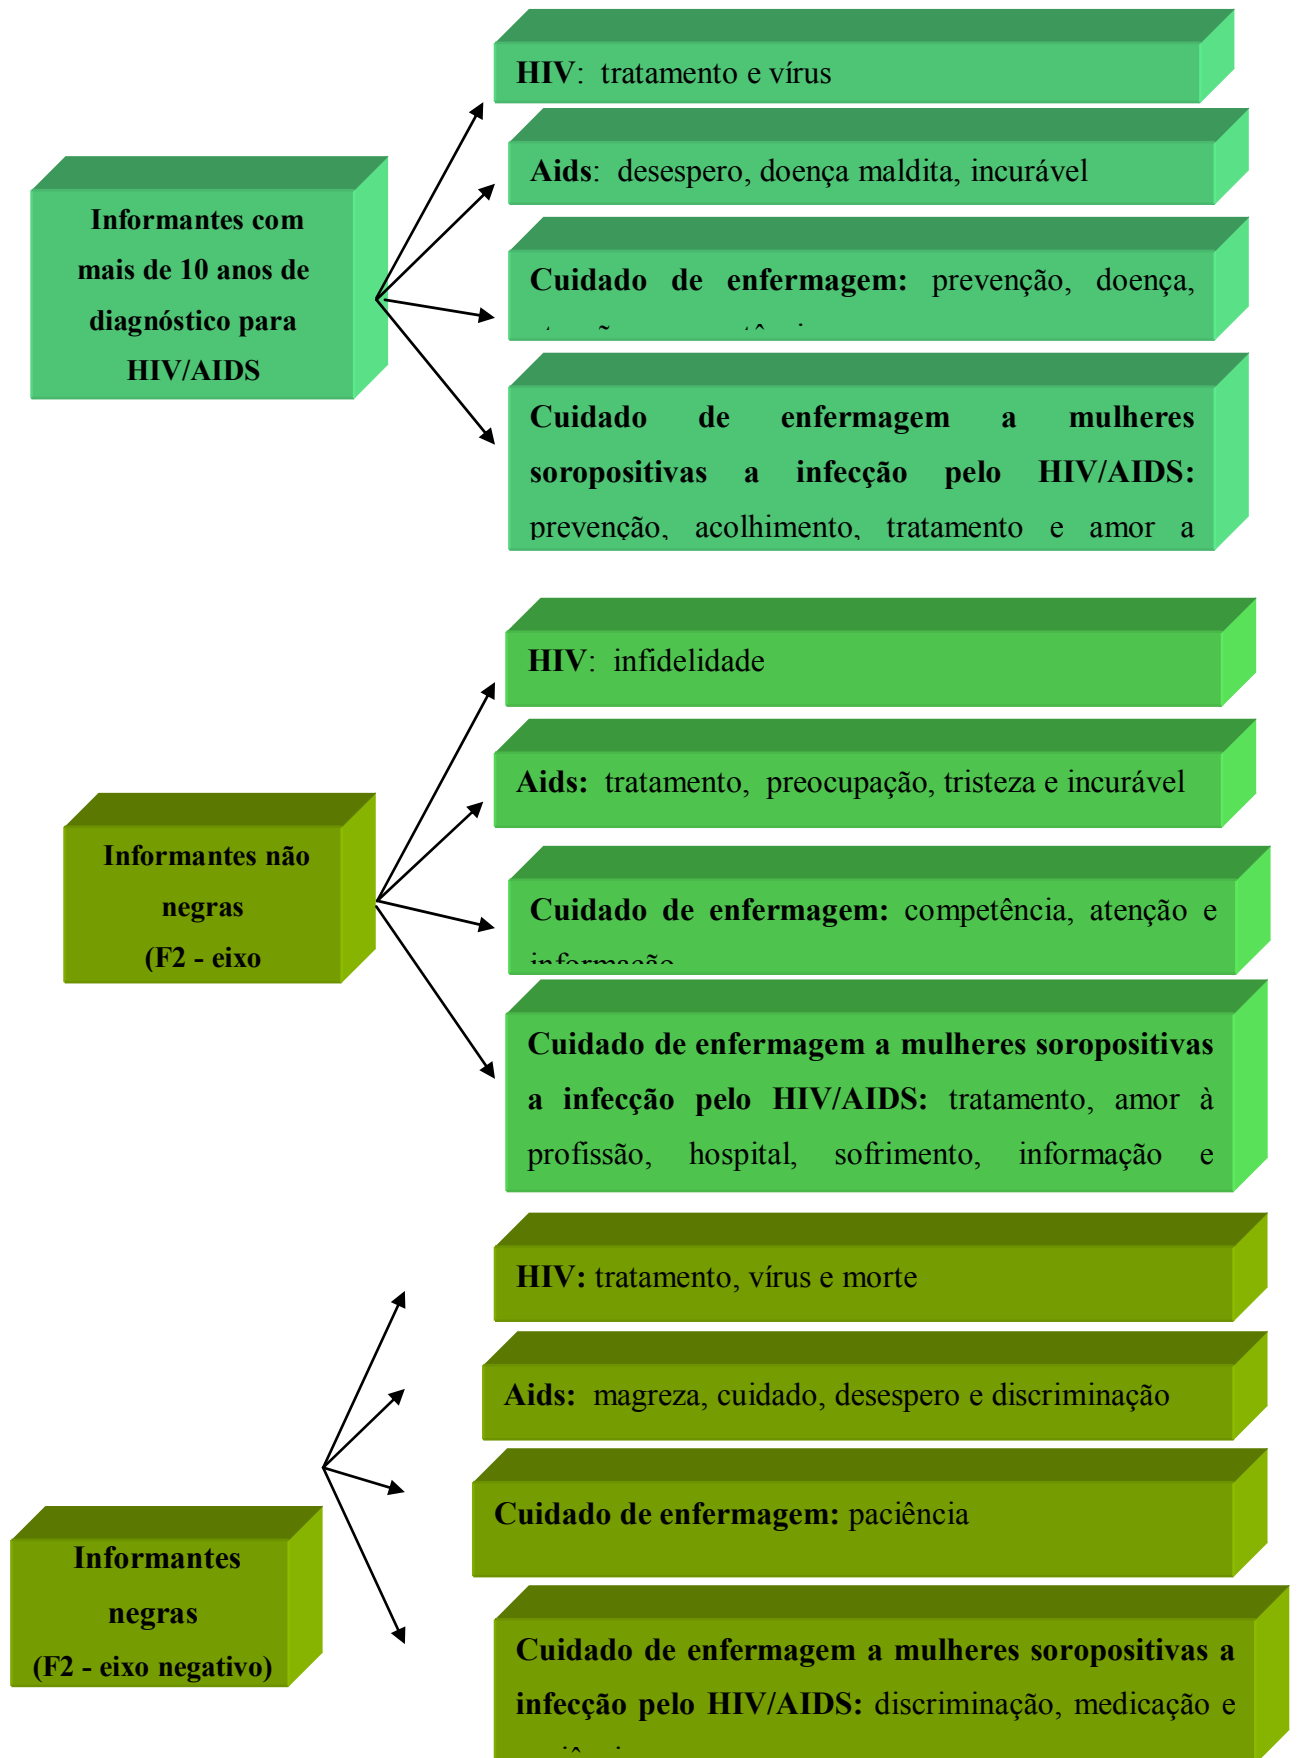 HIV: tratamento e vírus
Aids: desespero, doença maldita, incurável
Informantes com
mais de 10 anos de
diagnóstico para
HIV/AIDS
Cuidado de enfermagem: prevenção, doença,
Cuidado de enfermagem a mulheres
soropositivas a infecção pelo HIV/AIDS:
prevenção, acolhimento, tratamento e amor a
HIV: infidelidade
Aids: tratamento, preocupação, tristeza e incurável
Informantes não
negras
(F2 - eixo
Cuidado de enfermagem: competência, atenção e
informação
Cuidado de enfermagem a mulheres soropositivas
a infecção pelo HIV/AIDS: tratamento, amor à
profissão, hospital, sofrimento, informação e
HIV: tratamento, vírus e morte
Aids: magreza, cuidado, desespero e discriminação
Cuidado de enfermagem: paciência
Informantes
negras
(F2 - eixo negativo)
Cuidado de enfermagem a mulheres soropositivas a
infecção pelo HIV/AIDS: discriminação, medicação e